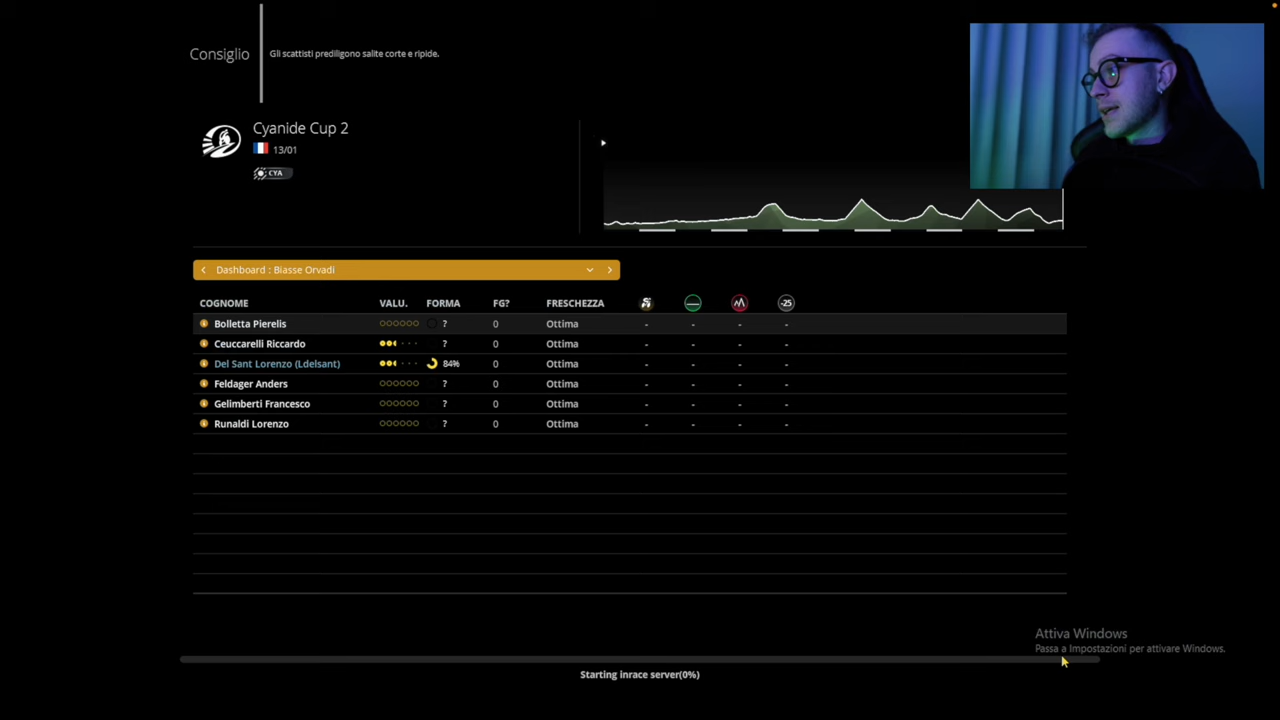 Consiglio
Gli scattisti prediligono salite corte e ripide.
Cyanide Cup 2
13/01
CYA
Dashboard : Biasse Orvadi
COGNOME VALU. FORMA FG? FRESCHEZZA -25
Bolletta Pierelis ? 0 Ottima - - - -
Ceuccarelli Riccardo ? 0 Ottima - - - -
Del Sant Lorenzo (Ldelsant) 84% 0 Ottima - - - -
Feldager Anders ? 0 Ottima - - - -
Gelimberti Francesco ? 0 Ottima - - - -
Runaldi Lorenzo ? 0 Ottima - - - -
Attiva Windows
Passa a Impostazioni per attivare Windows.
Starting inrace server(0%)